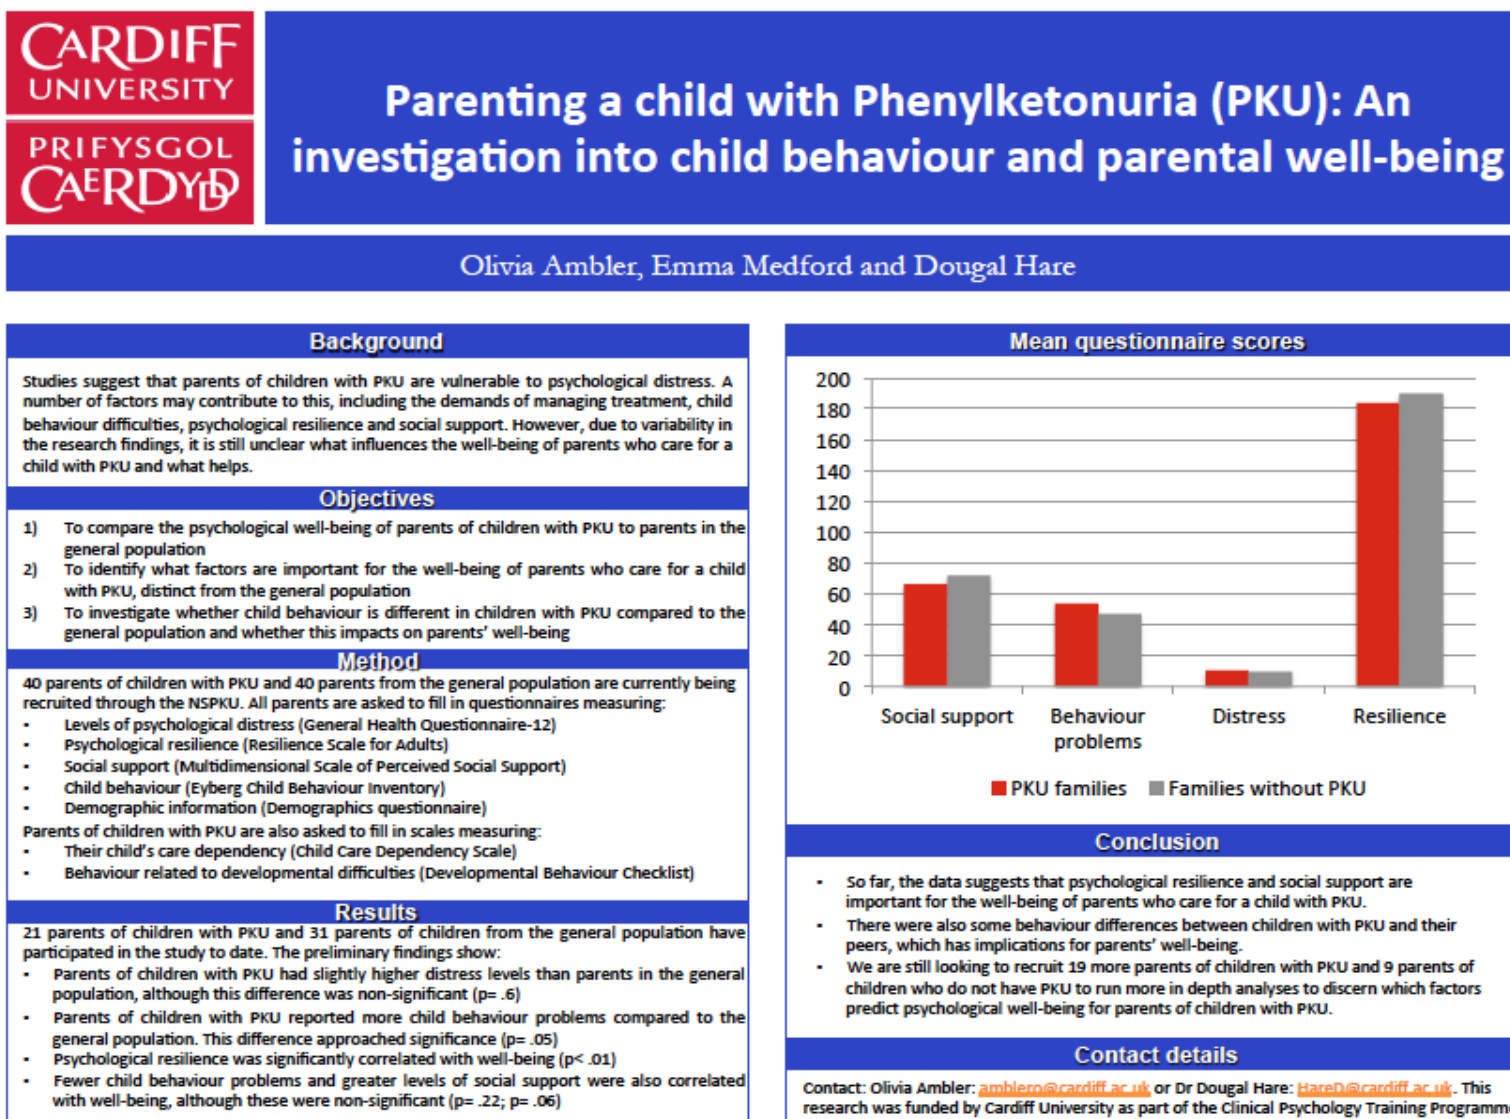 CARDIFF
UNIVERSITY
PRIFYSGOL
CAERDYDD
Parenting a child with Phenylketonuria (PKU): An
investigation into child behaviour and parental well-being
Olivia Ambler, Emma Medford and Dougal Hare
Background
Studies suggest that parents of children with PKU are vulnerable to psychological distress. A
number of factors may contribute to this, including the demands of managing treatment, child
behaviour difficulties, psychological resilience and social support. However, due to variability in
the research findings, it is still unclear what influences the well-being of parents who care for a
child with PKU and what helps.
Objectives
1) To compare the psychological well-being of parents of children with PKU to parents in the
general population
2) To identify what factors are important for the well-being of parents who care for a child
with PKU, distinct from the general population
3) To investigate whether child behaviour is different in children with PKU compared to the
general population and whether this impacts on parents' well-being
Method
40 parents of children with PKU and 40 parents from the general population are currently being
recruited through the NSPKU. All parents are asked to fill in questionnaires measuring:
- Levels of psychological distress (General Health Questionnaire-12)
- Psychological resilience (Resilience Scale for Adults)
- Social support (Multidimensional Scale of Perceived Social Support)
- Child behaviour (Eyberg Child Behaviour Inventory)
- Demographic information (Demographics questionnaire)
Parents of children with PKU are also asked to fill in scales measuring:
- Their child's care dependency (Child Care Dependency Scale)
- Behaviour related to developmental difficulties (Developmental Behaviour Checklist)
Results
21 parents of children with PKU and 31 parents of children from the general population have
participated in the study to date. The preliminary findings show:
- Parents of children with PKU had slightly higher distress levels than parents in the general
population, although this difference was non-significant (p= .6)
- Parents of children with PKU reported more child behaviour problems compared to the
general population. This difference approached significance (p= .05)
- Psychological resilience was significantly correlated with well-being (p< .01)
- Fewer child behaviour problems and greater levels of social support were also correlated
with well-being, although these were non-significant (p= .22; p= .06)
Mean questionnaire scores
200
180
160
140
120
100
80
60
40
20
0
Social support Behaviour problems Distress Resilience
PKU families Families without PKU
Conclusion
- So far, the data suggests that psychological resilience and social support are
important for the well-being of parents who care for a child with PKU.
- There were also some behaviour differences between children with PKU and their
peers, which has implications for parents' well-being.
- We are still looking to recruit 19 more parents of children with PKU and 9 parents of
children who do not have PKU to run more in depth analyses to discern which factors
predict psychological well-being for parents of children with PKU.
Contact details
Contact: Olivia Ambler: amblero@cardiff.ac.uk or Dr Dougal Hare: HareD@cardiff.ac.uk. This
research was funded by Cardiff University as part of the Clinical Psychology Training Programm